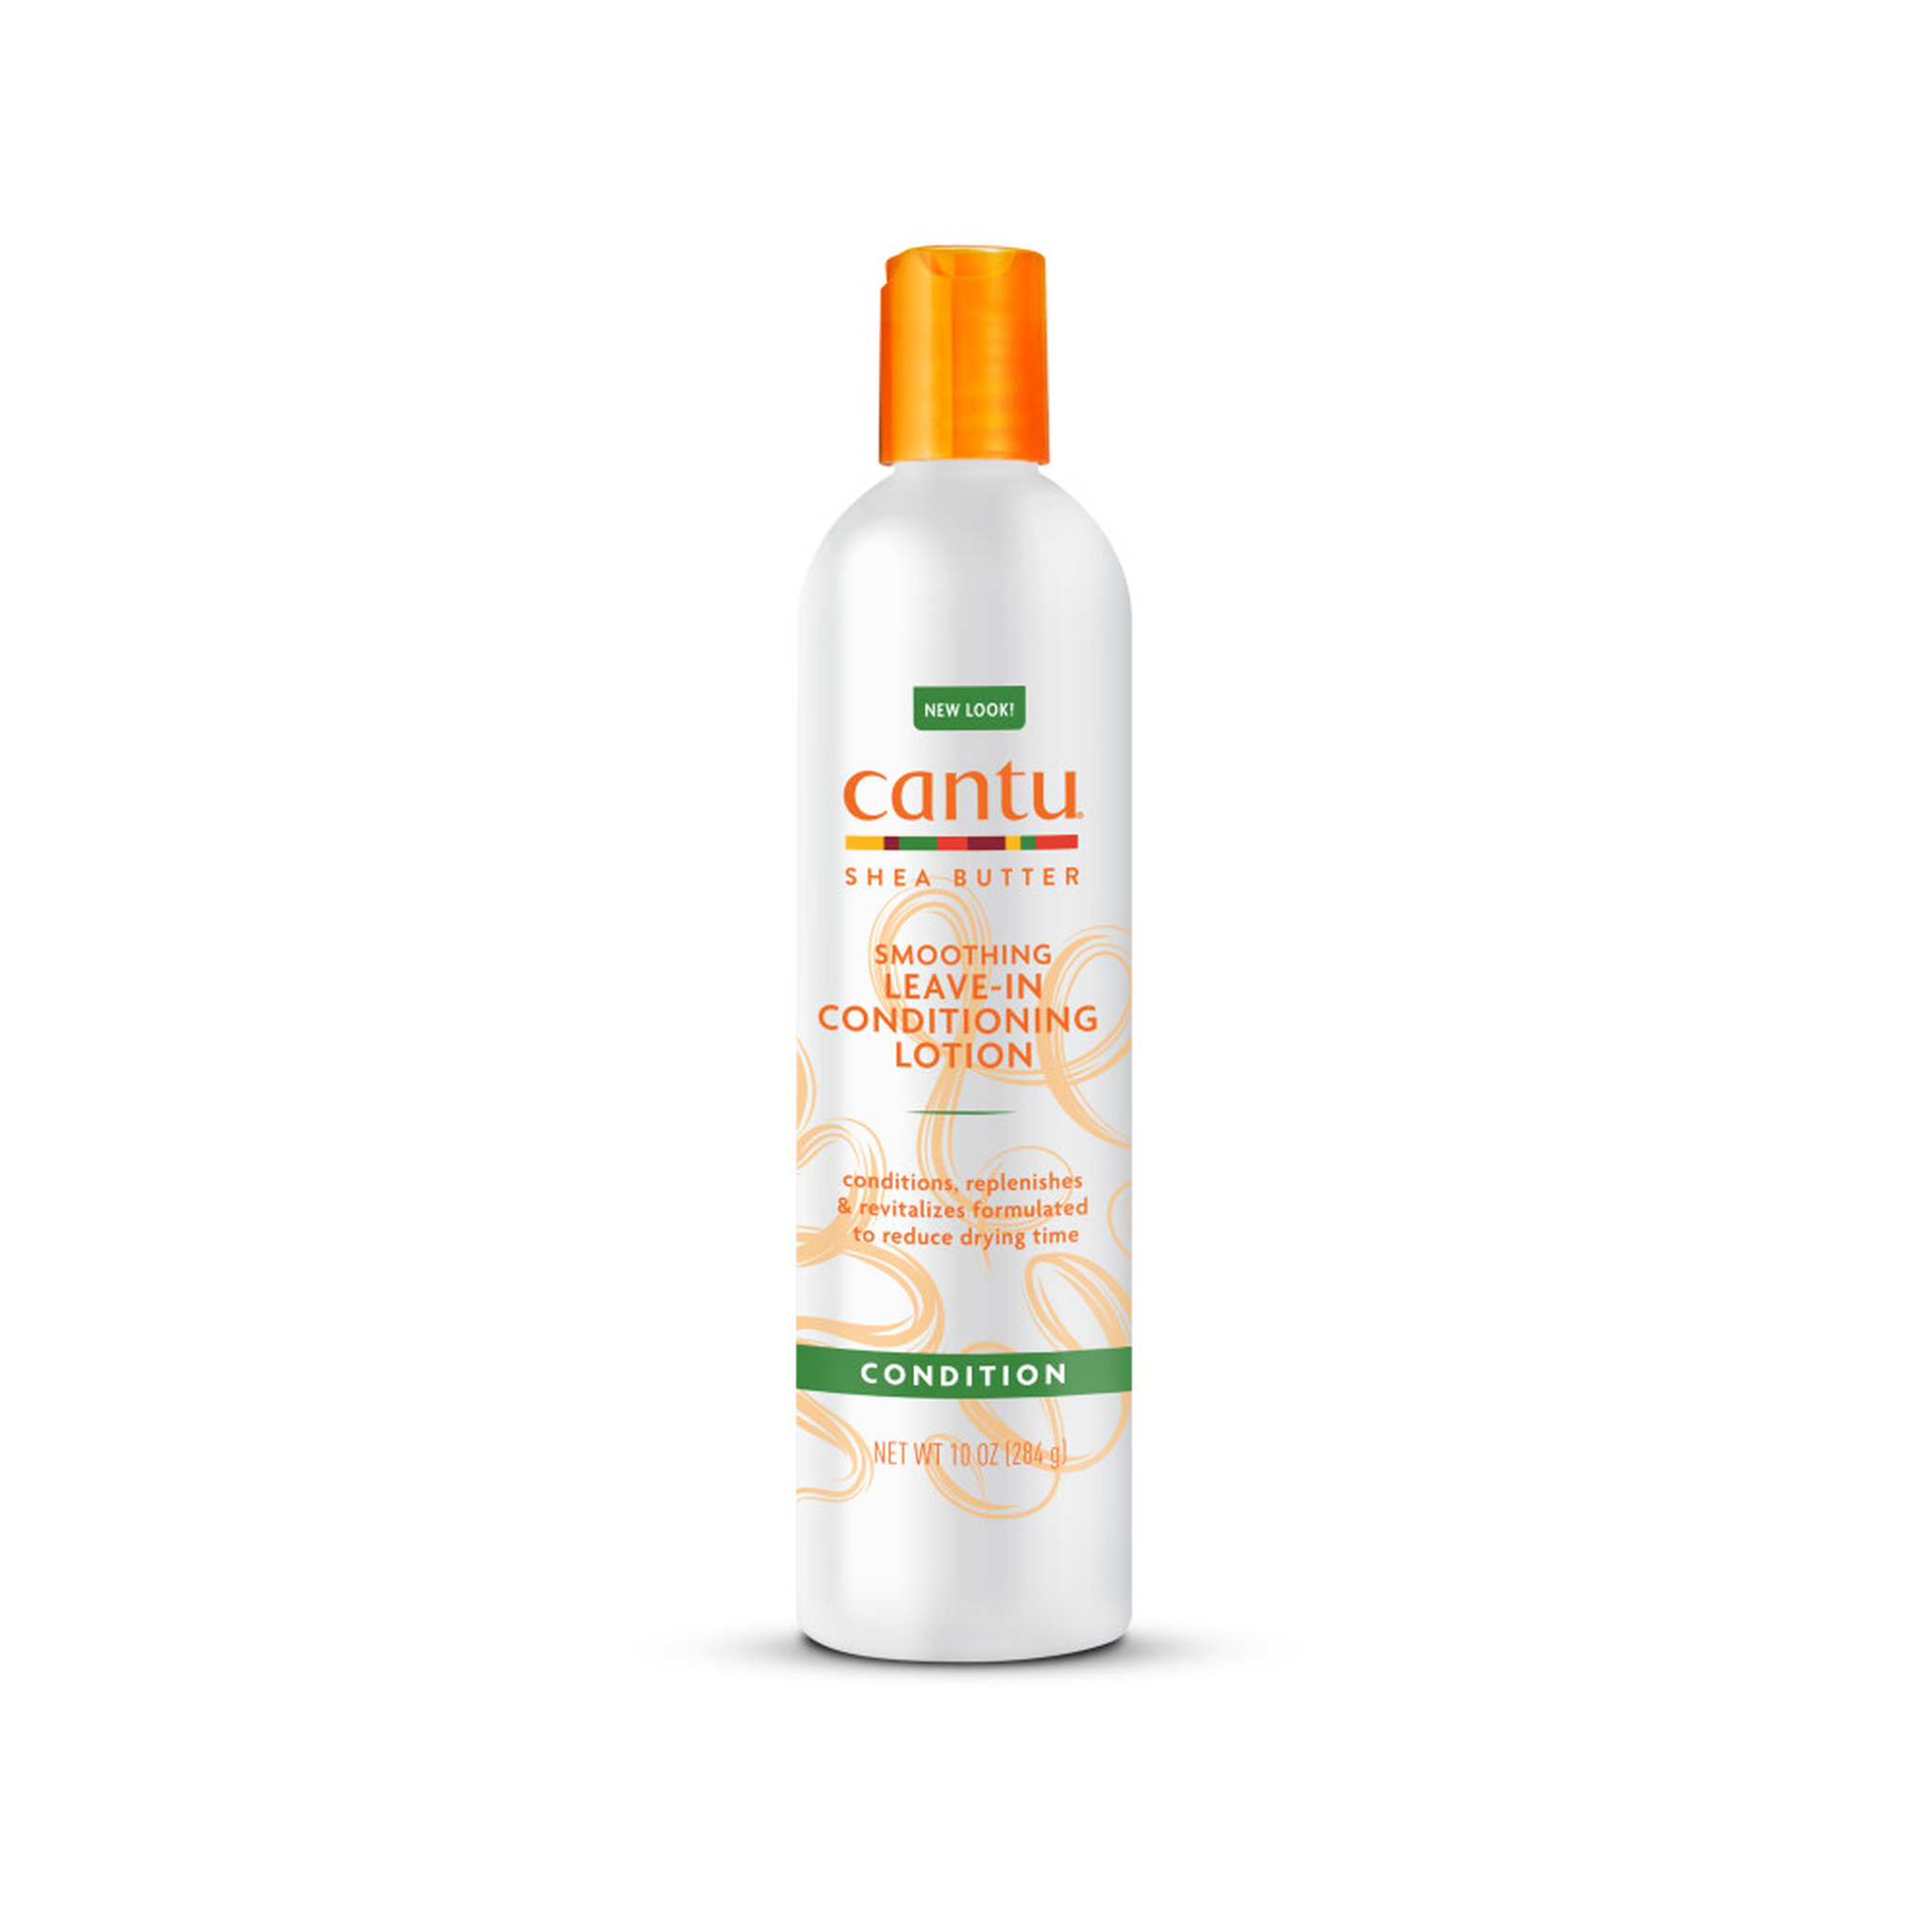 NEW LOOK!
cantu®
SHEA BUTTER
SMOOTHING
LEAVE-IN
CONDITIONING
LOTION
conditions, replenishes
& revitalizes formulated
to reduce drying time
CONDITION
NET WT 10 OZ (284 g)